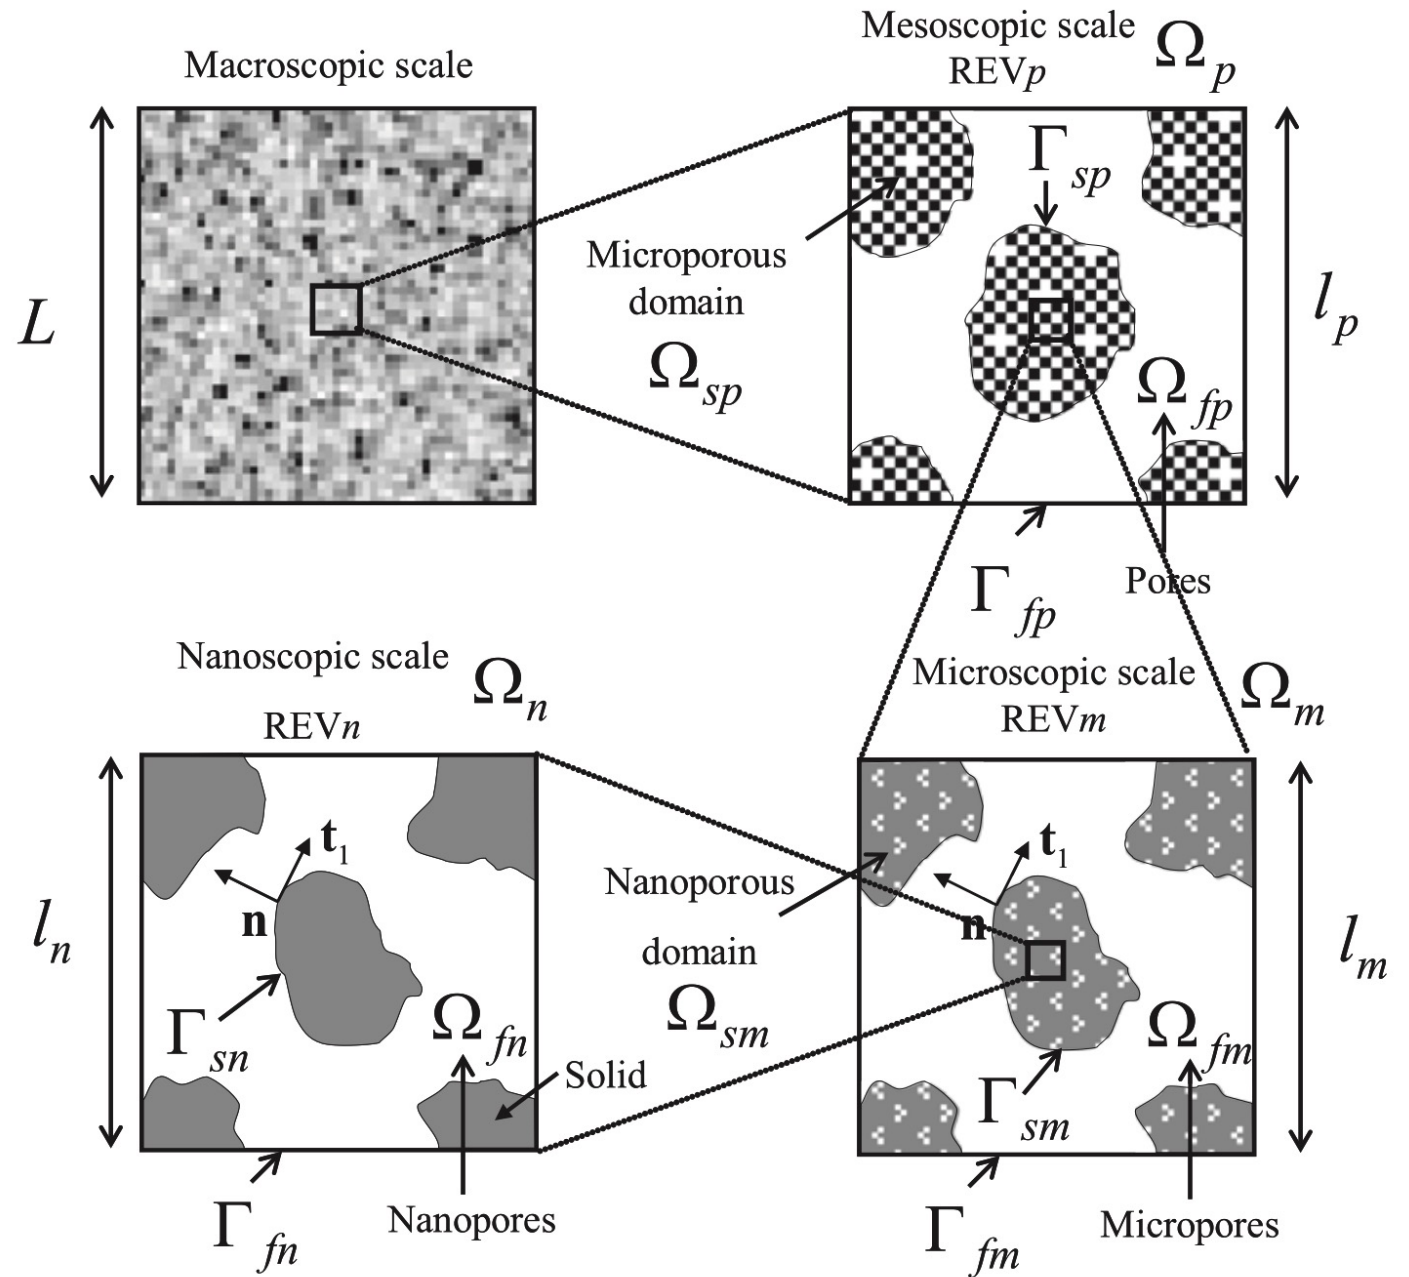 Macroscopic scale
L
Mesoscopic scale
REVp
Ωp
Γsp
Microporous
domain
Ωsp
lp
Ωfp
Γfp
Pores
Nanoscopic scale
REVn
Ωn
ln
t1
n
Γsn
Ωfn
Solid
Γfn
Nanopores
Microscopic scale
REVm
Ωm
Nanoporous
domain
Ωsm
t1
n
lm
Ωfm
Γsm
Γfm
Micropores